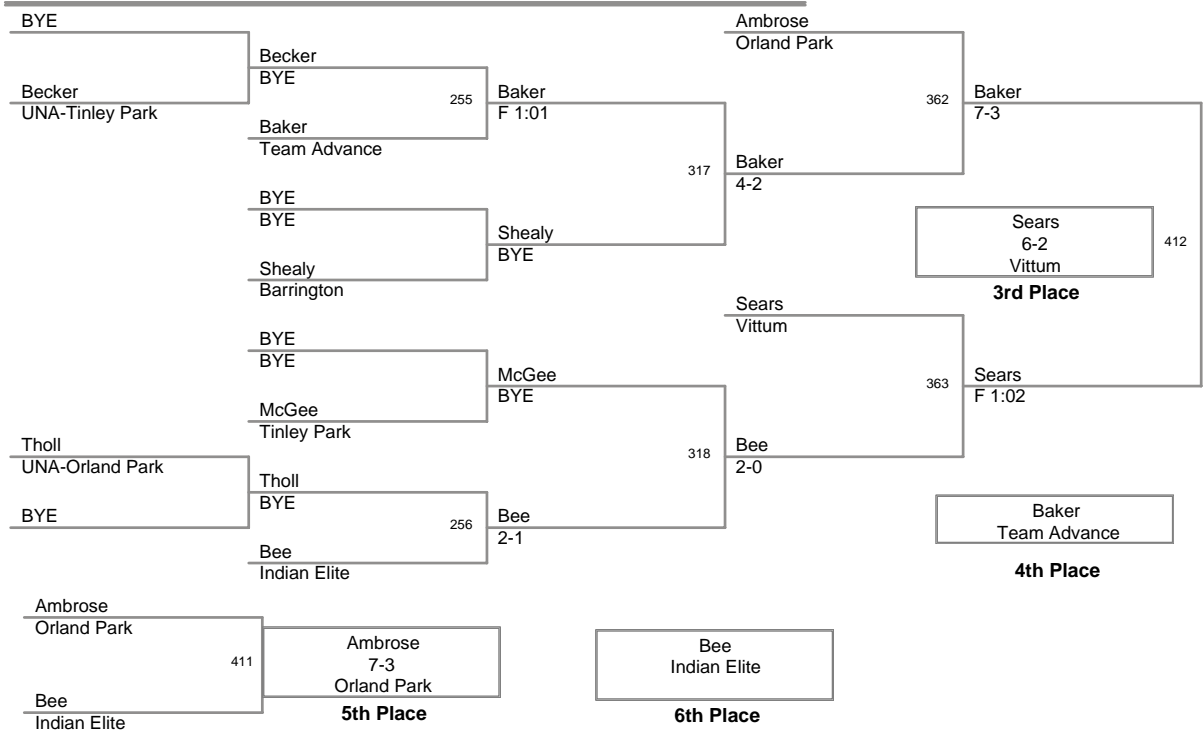 BYE
Becker
UNA-Tinley Park
Becker
BYE
Baker
Team Advance
255
Baker
F 1:01
BYE
BYE
Shealy
Barrington
Shealy
BYE
317
Baker
4-2
Ambrose
Orland Park
362
Baker
7-3
Sears
6-2
Vittum
3rd Place
412
BYE
BYE
McGee
Tinley Park
McGee
BYE
Tholl
UNA-Orland Park
BYE
Tholl
BYE
Bee
Indian Elite
256
Bee
2-1
318
Bee
2-0
Sears
Vittum
363
Sears
F 1:02
Baker
Team Advance
4th Place
Ambrose
Orland Park
Bee
Indian Elite
411
Ambrose
7-3
Orland Park
5th Place
Bee
Indian Elite
6th Place